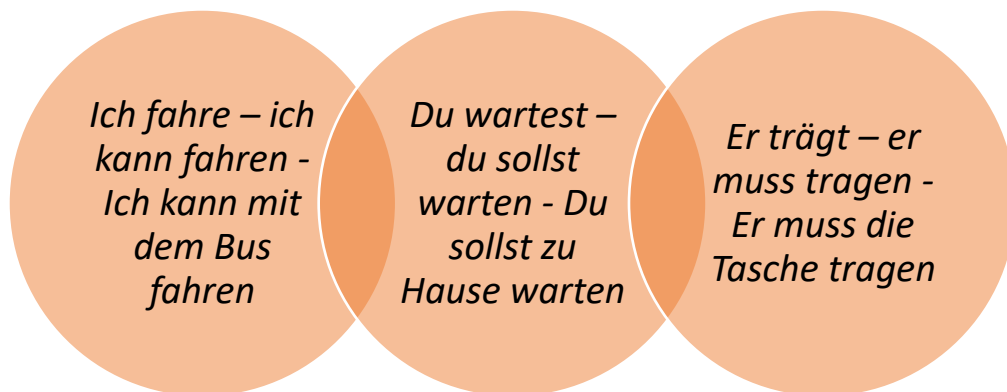 Ich fahre – ich
kann fahren -
Ich kann mit
dem Bus
fahren
Du wartest –
du sollst
warten - Du
sollst zu
Hause warten
Er trägt – er
muss tragen -
Er muss die
Tasche tragen